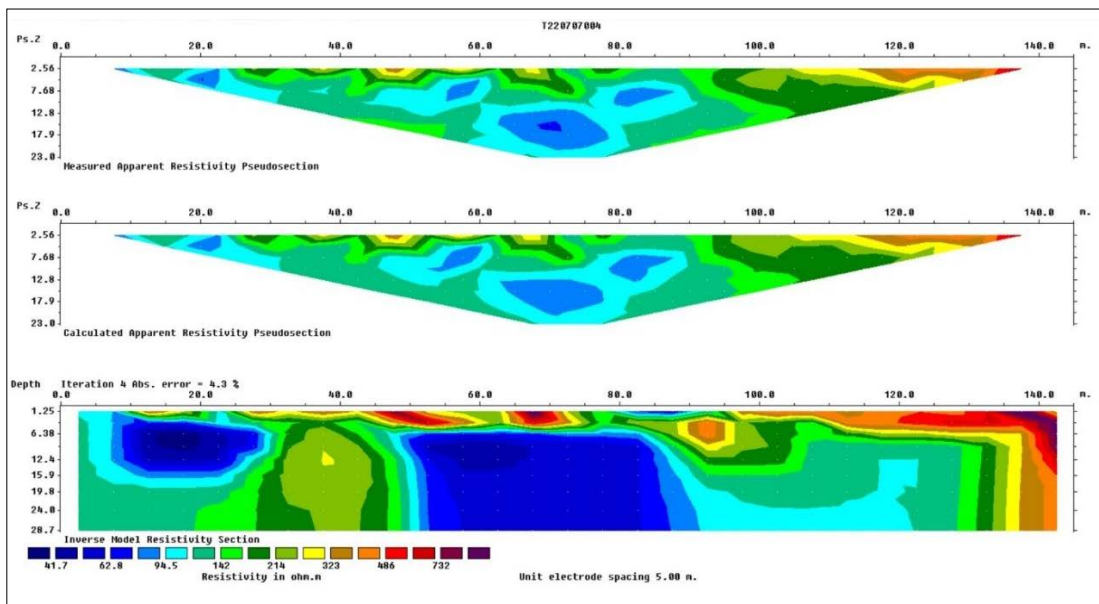 T220707004
Ps.Z 0.0 20.0 40.0 60.0 80.0 100.0 120.0 140.0 m.
2.56
7.68
12.8
17.9
23.0
Measured Apparent Resistivity Pseudosection
Ps.Z 0.0 20.0 40.0 60.0 80.0 100.0 120.0 140.0 m.
2.56
7.68
12.8
17.9
23.0
Calculated Apparent Resistivity Pseudosection
Depth Iteration 4 Abs. error = 4.3 %
0.0 20.0 40.0 60.0 80.0 100.0 120.0 140.0 m.
1.25
6.38
12.4
15.9
19.8
24.0
28.7
Inverse Model Resistivity Section
41.7 62.8 94.5 142 214 323 486 732
Resistivity in ohm.m Unit electrode spacing 5.00 m.